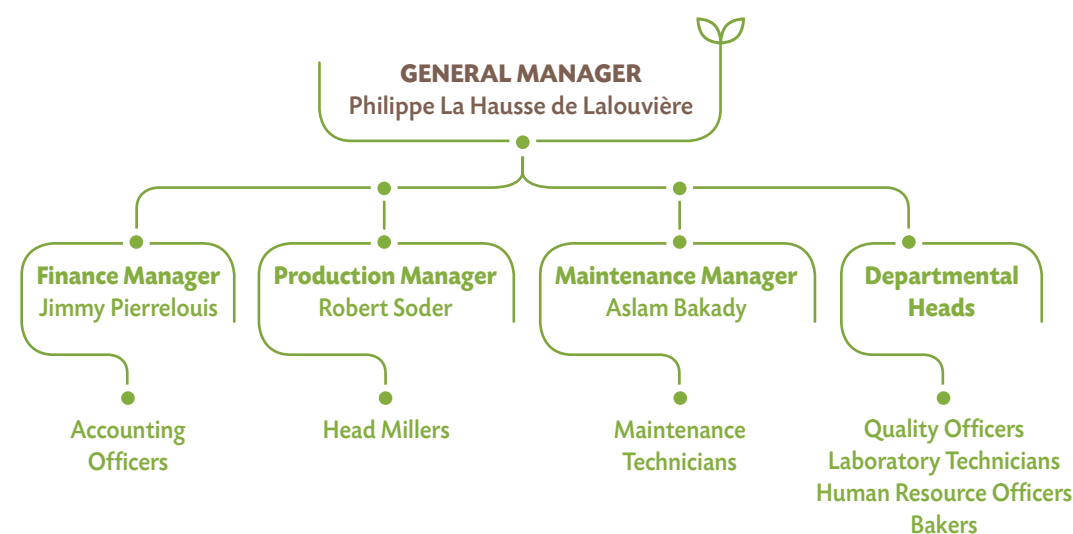 GENERAL MANAGER
Philippe La Hausse de Lalouvière
Finance Manager
Jimmy Pierrelouis
Production Manager
Robert Soder
Maintenance Manager
Aslam Bakady
Departmental
Heads
Accounting
Officers
Head Millers
Maintenance
Technicians
Quality Officers
Laboratory Technicians
Human Resource Officers
Bakers